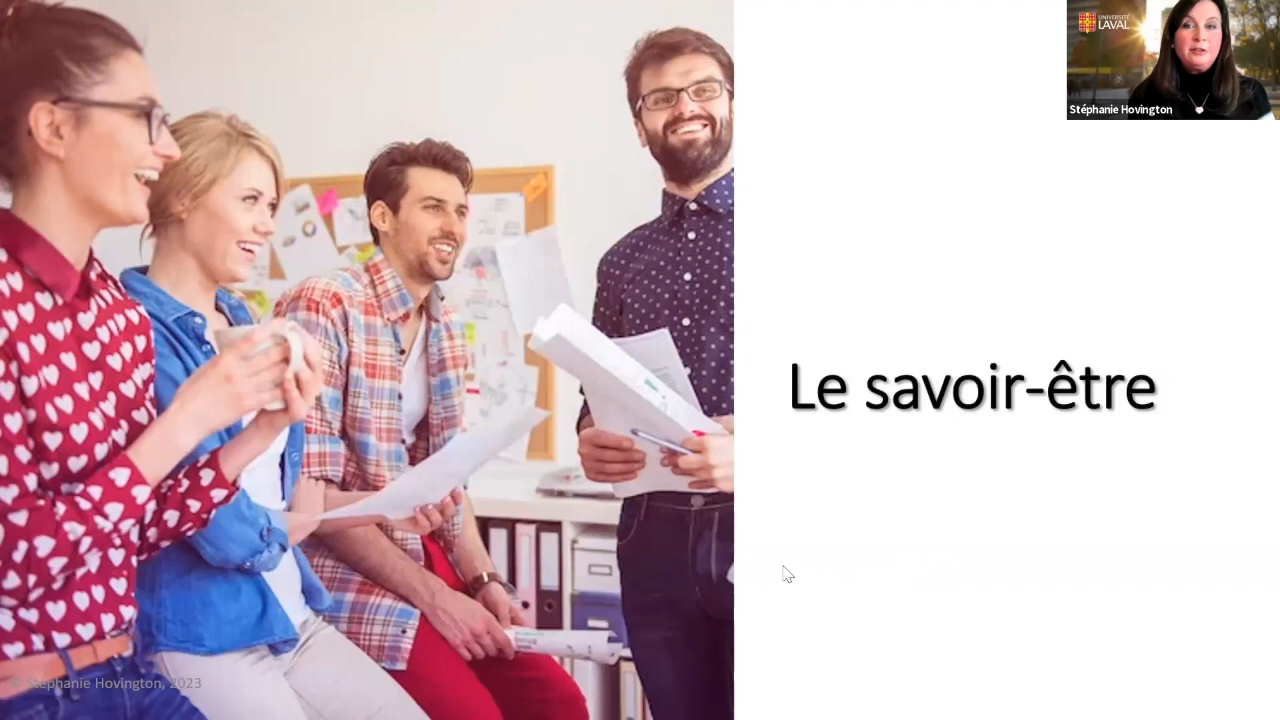 UNIVERSITÉ
LAVAL
Stéphanie Hovington
Le savoir-être
© Stéphanie Hovington, 2023